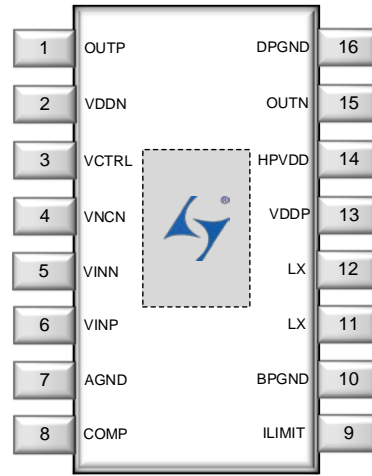 1 OUTP DPGND 16
2 VDDN OUTN 15
3 VCTRL HPVDD 14
4 VNCN VDDP 13
5 VINN LX 12
6 VINP LX 11
7 AGND BPGND 10
8 COMP ILIMIT 9
®